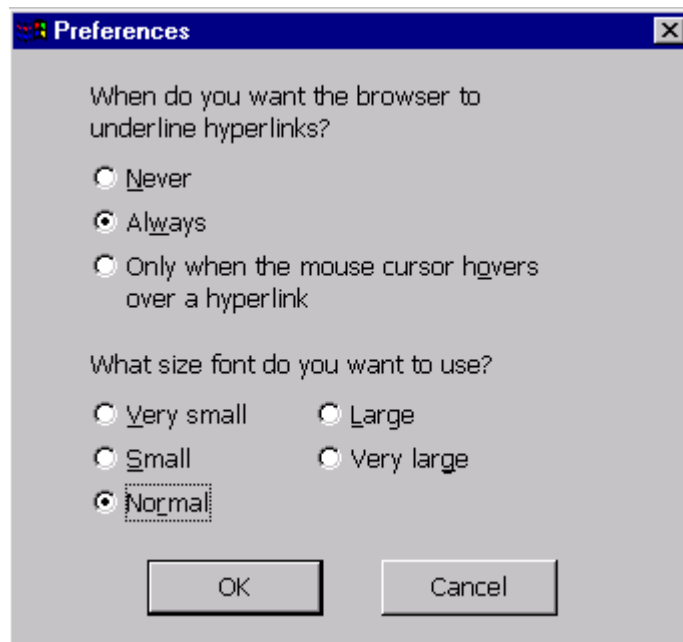 Preferences
When do you want the browser to
underline hyperlinks?
Never
Always
Only when the mouse cursor hovers
over a hyperlink
What size font do you want to use?
Very small
Large
Small
Very large
Normal
OK
Cancel